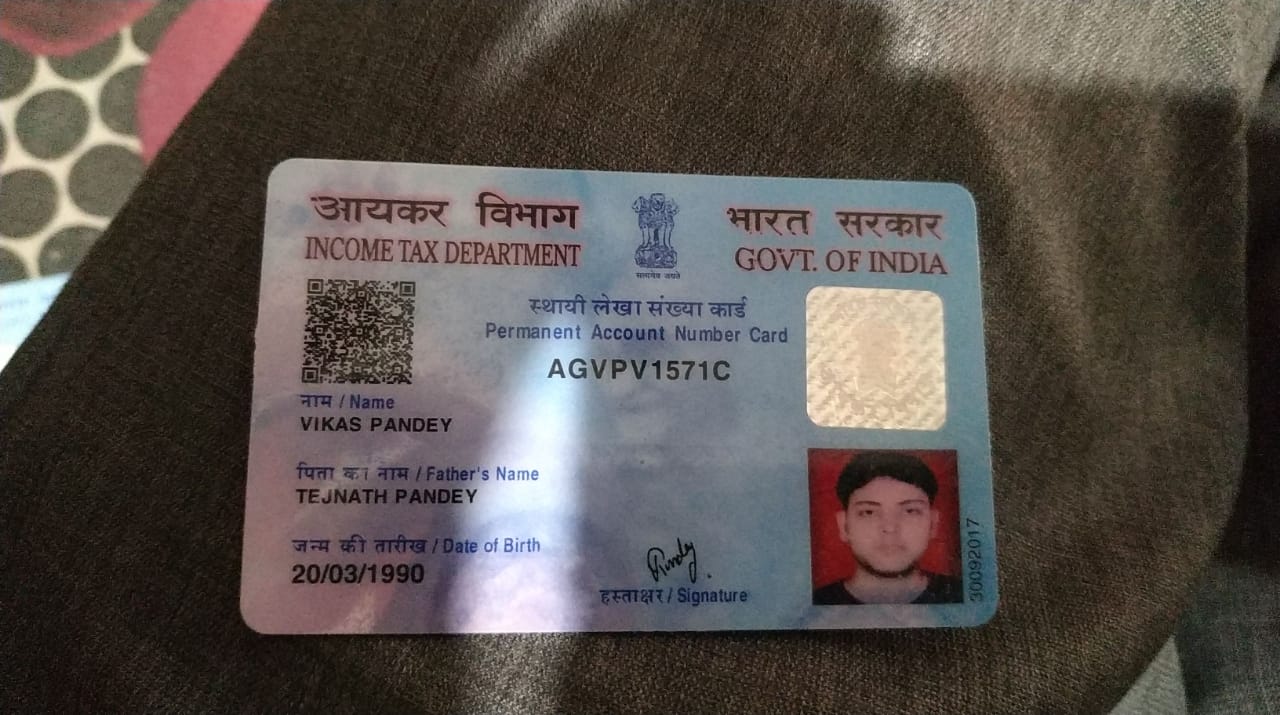 आयकर विभाग
INCOME TAX DEPARTMENT
सत्यमेव जयते
भारत सरकार
GOVT. OF INDIA
स्थायी लेखा संख्या कार्ड
Permanent Account Number Card
AGVPV1571C
नाम / Name
VIKAS PANDEY
पिता का नाम / Father's Name
TEJNATH PANDEY
जन्म की तारीख / Date of Birth
20/03/1990
हस्ताक्षर / Signature
30092017